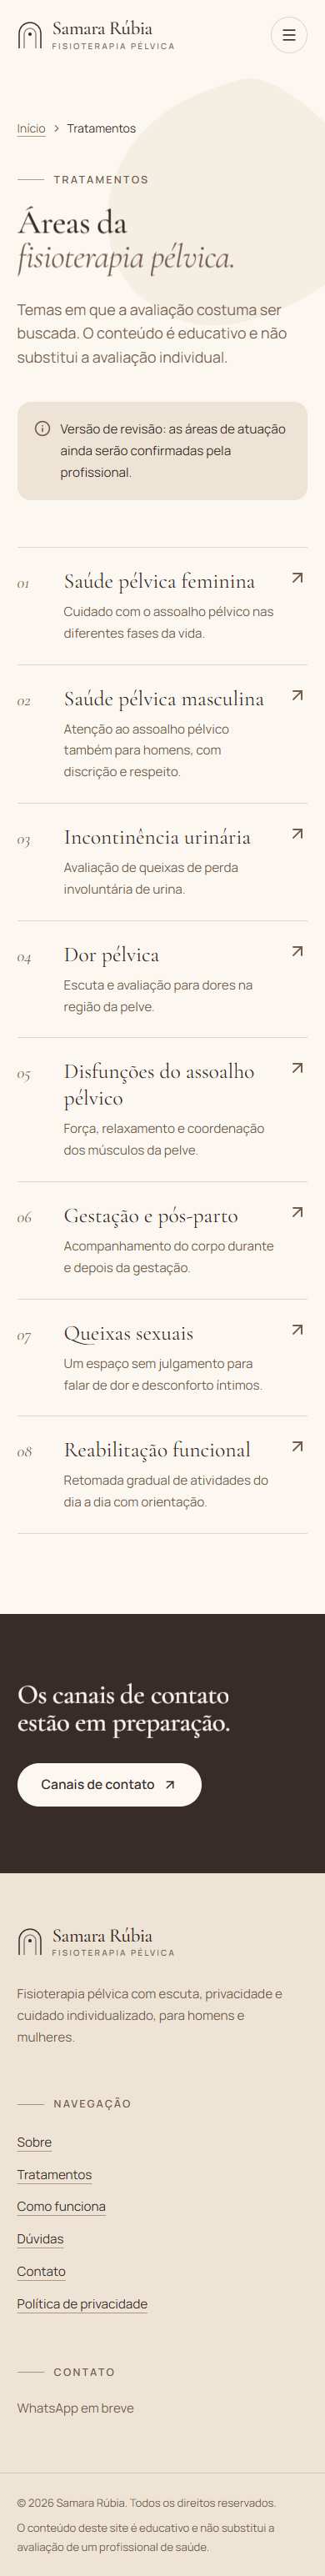 Samara Rúbia
FISIOTERAPIA PÉLVICA
Início > Tratamentos
TRATAMENTOS
Áreas da
fisioterapia pélvica.
Temas em que a avaliação costuma ser
buscada. O conteúdo é educativo e não
substitui a avaliação individual.
Versão de revisão: as áreas de atuação
ainda serão confirmadas pela
profissional.
01 Saúde pélvica feminina
Cuidado com o assoalho pélvico nas
diferentes fases da vida.
02 Saúde pélvica masculina
Atenção ao assoalho pélvico
também para homens, com
discrição e respeito.
03 Incontinência urinária
Avaliação de queixas de perda
involuntária de urina.
04 Dor pélvica
Escuta e avaliação para dores na
região da pelve.
05 Disfunções do assoalho
pélvico
Força, relaxamento e coordenação
dos músculos da pelve.
06 Gestação e pós-parto
Acompanhamento do corpo durante
e depois da gestação.
07 Queixas sexuais
Um espaço sem julgamento para
falar de dor e desconforto íntimos.
08 Reabilitação funcional
Retomada gradual de atividades do
dia a dia com orientação.
Os canais de contato
estão em preparação.
Canais de contato
Samara Rúbia
FISIOTERAPIA PÉLVICA
Fisioterapia pélvica com escuta, privacidade e
cuidado individualizado, para homens e
mulheres.
NAVEGAÇÃO
Sobre
Tratamentos
Como funciona
Dúvidas
Contato
Política de privacidade
CONTATO
WhatsApp em breve
© 2026 Samara Rúbia. Todos os direitos reservados.
O conteúdo deste site é educativo e não substitui a
avaliação de um profissional de saúde.